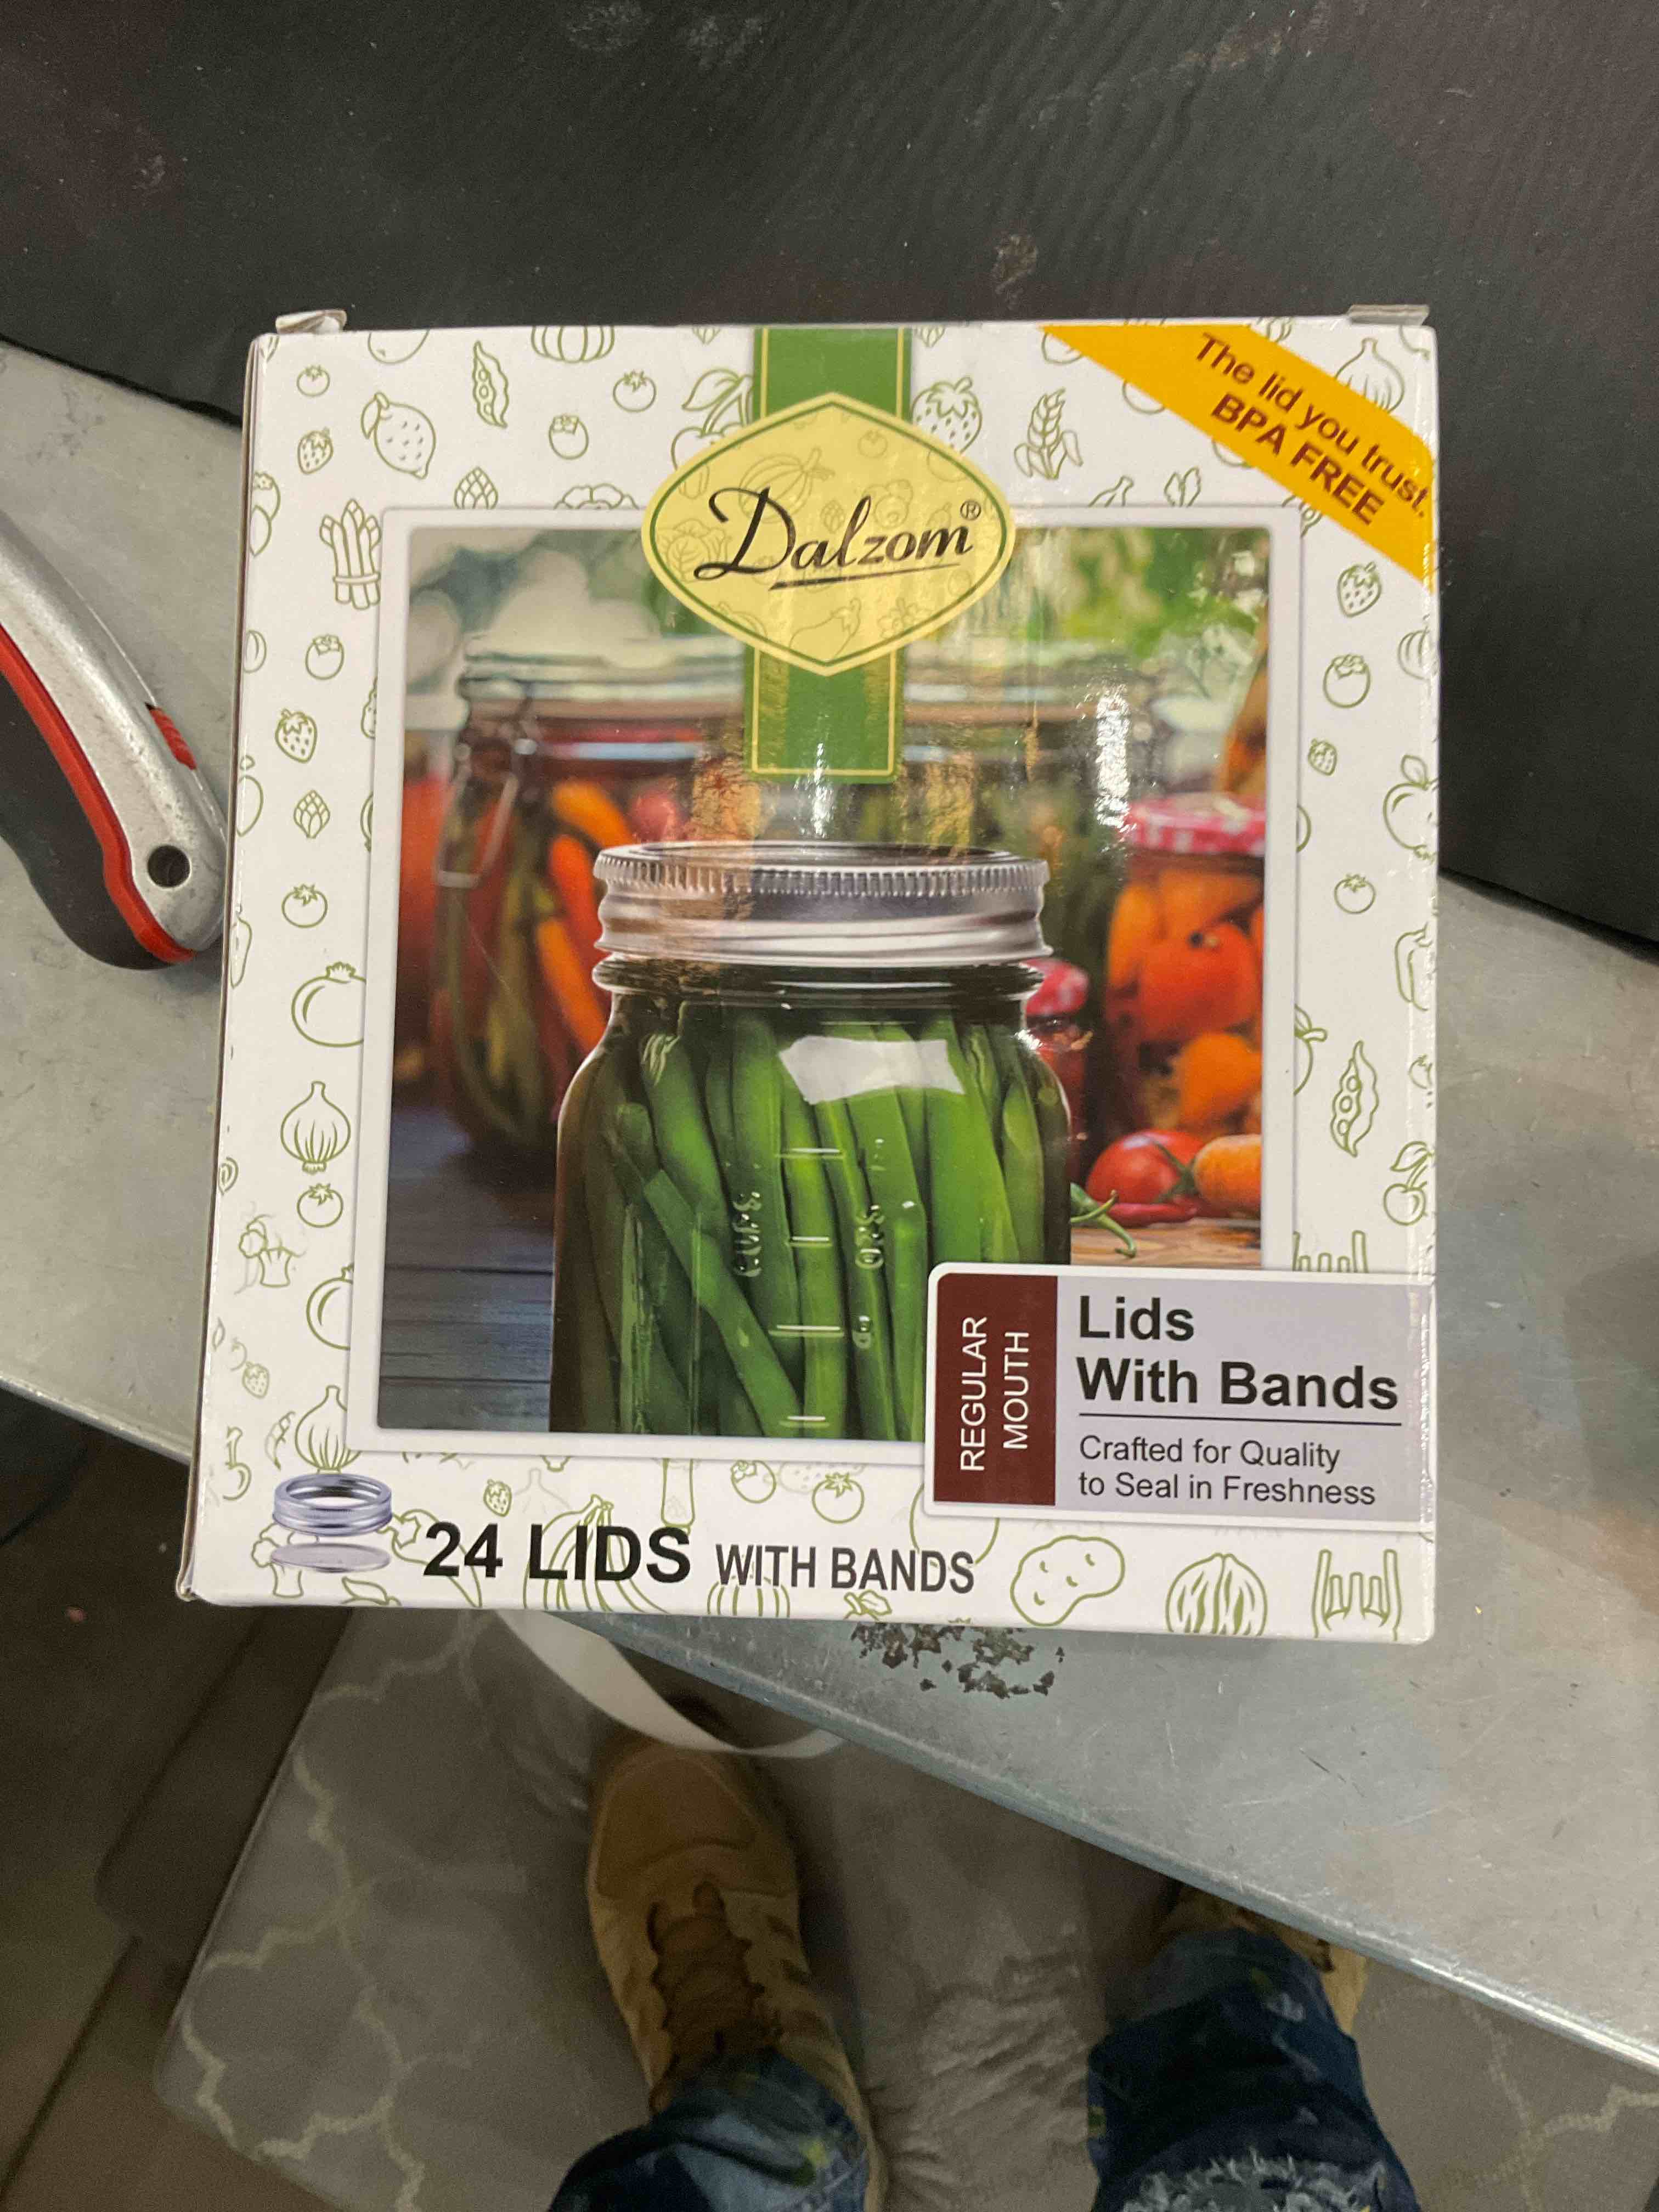 The lid you trust.
BPA FREE
Dalzom®
CUPS
REGULAR
MOUTH
Lids
With Bands
Crafted for Quality
to Seal in Freshness
24 LIDS WITH BANDS